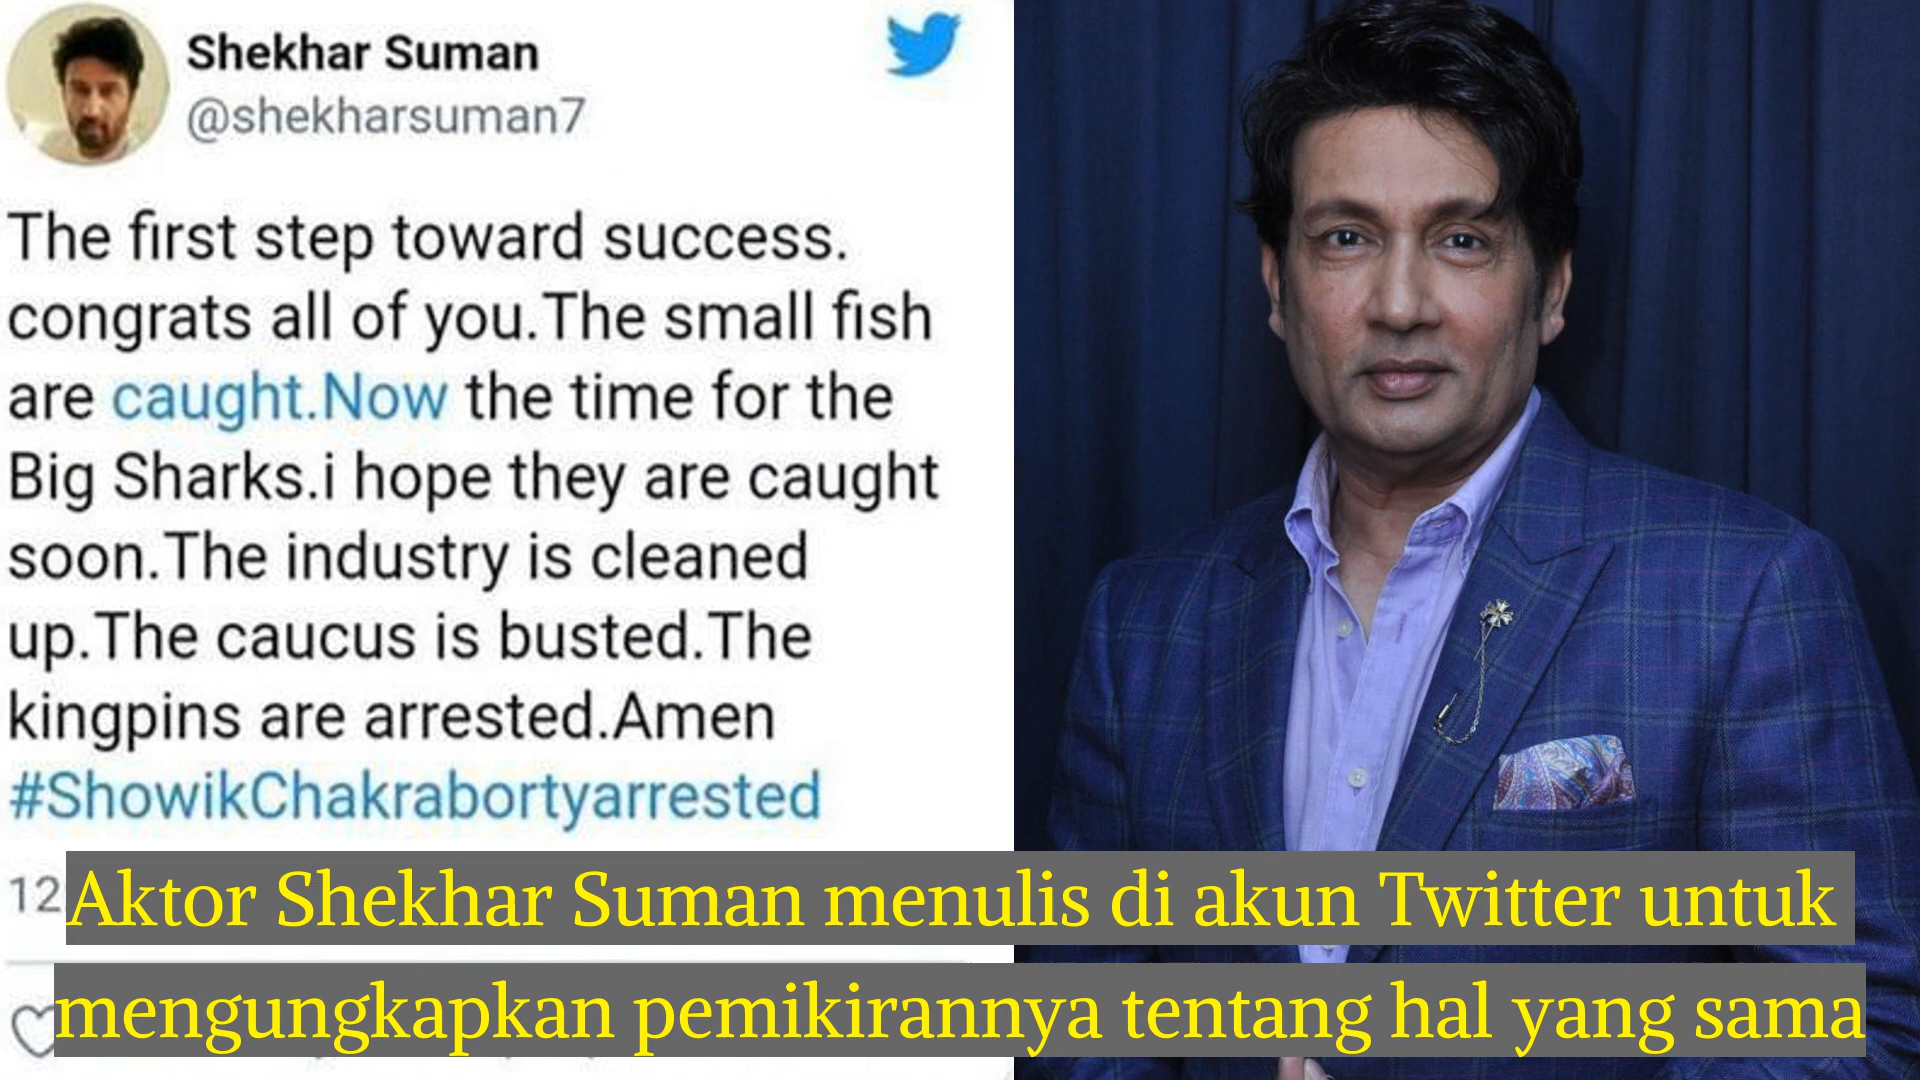 Shekhar Suman
@shekharsuman7
The first step toward success.
congrats all of you.The small fish
are caught.Now the time for the
Big Sharks.i hope they are caught
soon.The industry is cleaned
up.The caucus is busted.The
kingpins are arrested.Amen
#ShowikChakrabortyarrested
12
Aktor Shekhar Suman menulis di akun Twitter untuk
mengungkapkan pemikirannya tentang hal yang sama